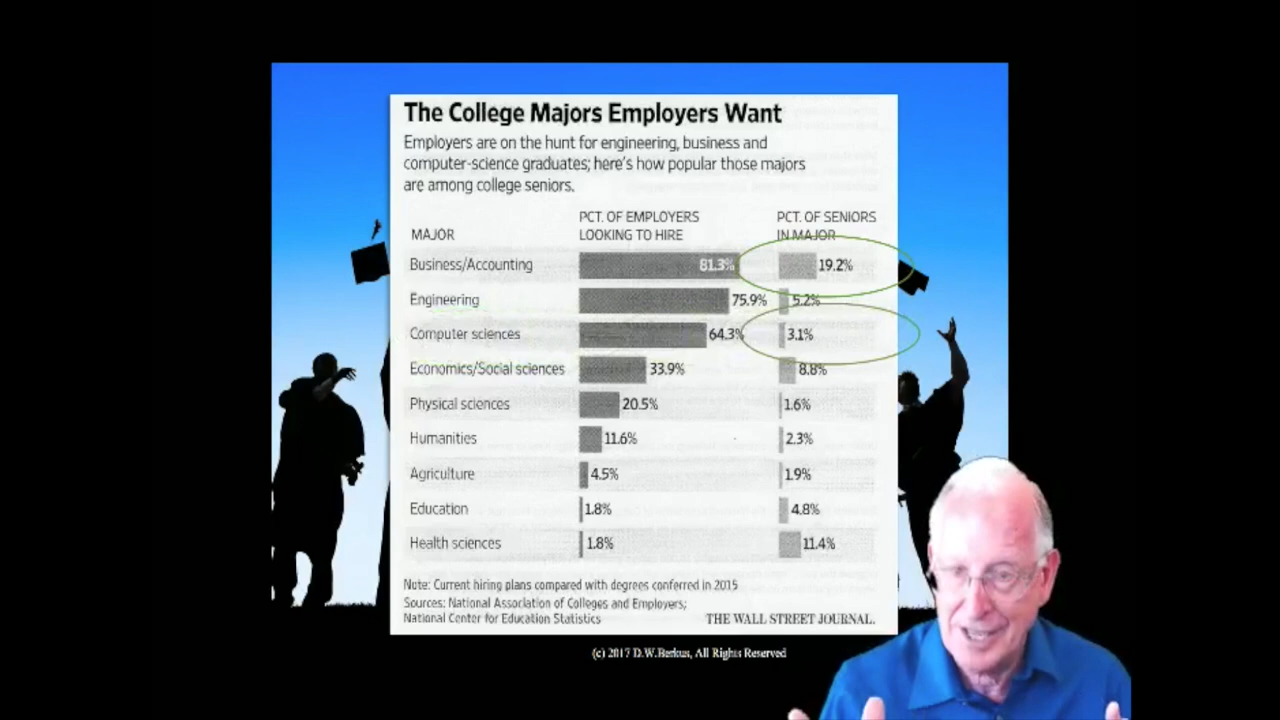 The College Majors Employers Want
Employers are on the hunt for engineering, business and
computer-science graduates; here's how popular those majors
are among college seniors.
PCT. OF EMPLOYERS PCT. OF SENIORS
MAJOR LOOKING TO HIRE IN MAJOR
Business/Accounting 81.3% 19.2%
Engineering 75.9% 5.2%
Computer sciences 64.3% 3.1%
Economics/Social sciences 33.9% 8.8%
Physical sciences 20.5% 1.6%
Humanities 11.6% 2.3%
Agriculture 4.5% 1.9%
Education 1.8% 4.8%
Health sciences 1.8% 11.4%
Note: Current hiring plans compared with degrees conferred in 2015
Sources: National Association of Colleges and Employers;
National Center for Education Statistics THE WALL STREET JOURNAL.
(c) 2017 D.W.Berkus, All Rights Reserved